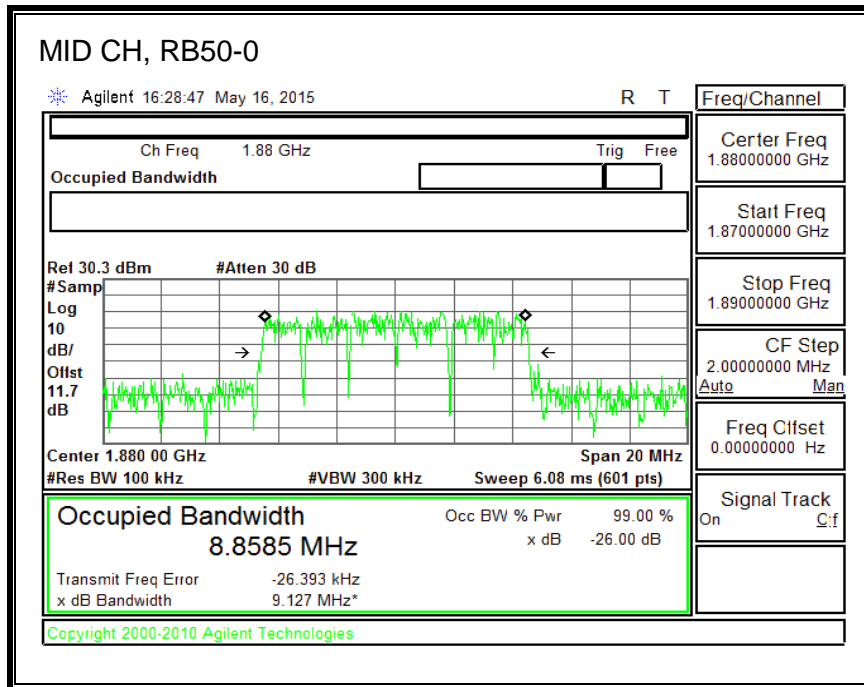 MID CH, RB50-0
Agilent 16:28:47 May 16, 2015 R T
Freq/Channel
Ch Freq 1.88 GHz Trig Free
Occupied Bandwidth
Center Freq
1.88000000 GHz
Start Freq
1.87000000 GHz
Stop Freq
1.89000000 GHz
CF Step
2.00000000 MHz
Auto Man
Freq Offset
0.00000000 Hz
Signal Track
On Off
Ref 30.3 dBm #Atten 30 dB
#Samp
Log
10
dB/
Offst
11.7
dB
Center 1.880 00 GHz Span 20 MHz
#Res BW 100 kHz #VBW 300 kHz Sweep 6.08 ms (601 pts)
Occupied Bandwidth Occ BW % Pwr 99.00 %
8.8585 MHz x dB -26.00 dB
Transmit Freq Error -26.393 kHz
x dB Bandwidth 9.127 MHz*
Copyright 2000-2010 Agilent Technologies